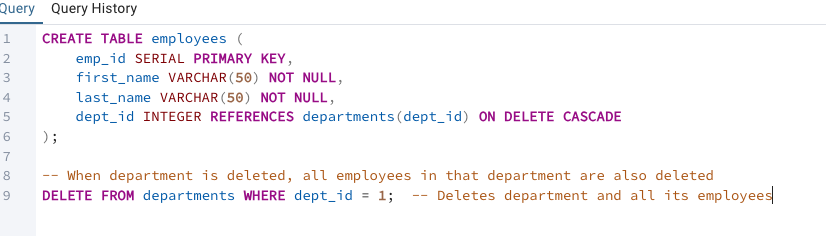 Query Query History
1 CREATE TABLE employees (
2     emp_id SERIAL PRIMARY KEY,
3     first_name VARCHAR(50) NOT NULL,
4     last_name VARCHAR(50) NOT NULL,
5     dept_id INTEGER REFERENCES departments(dept_id) ON DELETE CASCADE
6 );
7
8 -- When department is deleted, all employees in that department are also deleted
9 DELETE FROM departments WHERE dept_id = 1;  -- Deletes department and all its employees